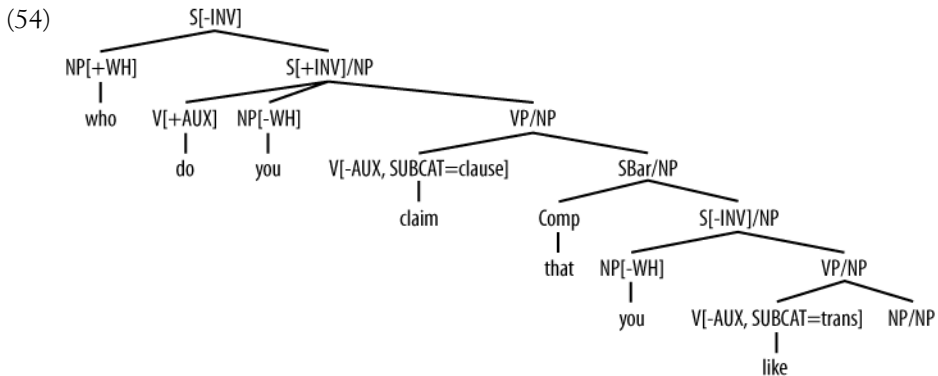 (54)
S[-INV]
NP[+WH] S[+INV]/NP
who V[+AUX] NP[-WH] VP/NP
do you V[-AUX, SUBCAT=clause] SBar/NP
claim Comp S[-INV]/NP
that NP[-WH] VP/NP
you V[-AUX, SUBCAT=trans] NP/NP
like